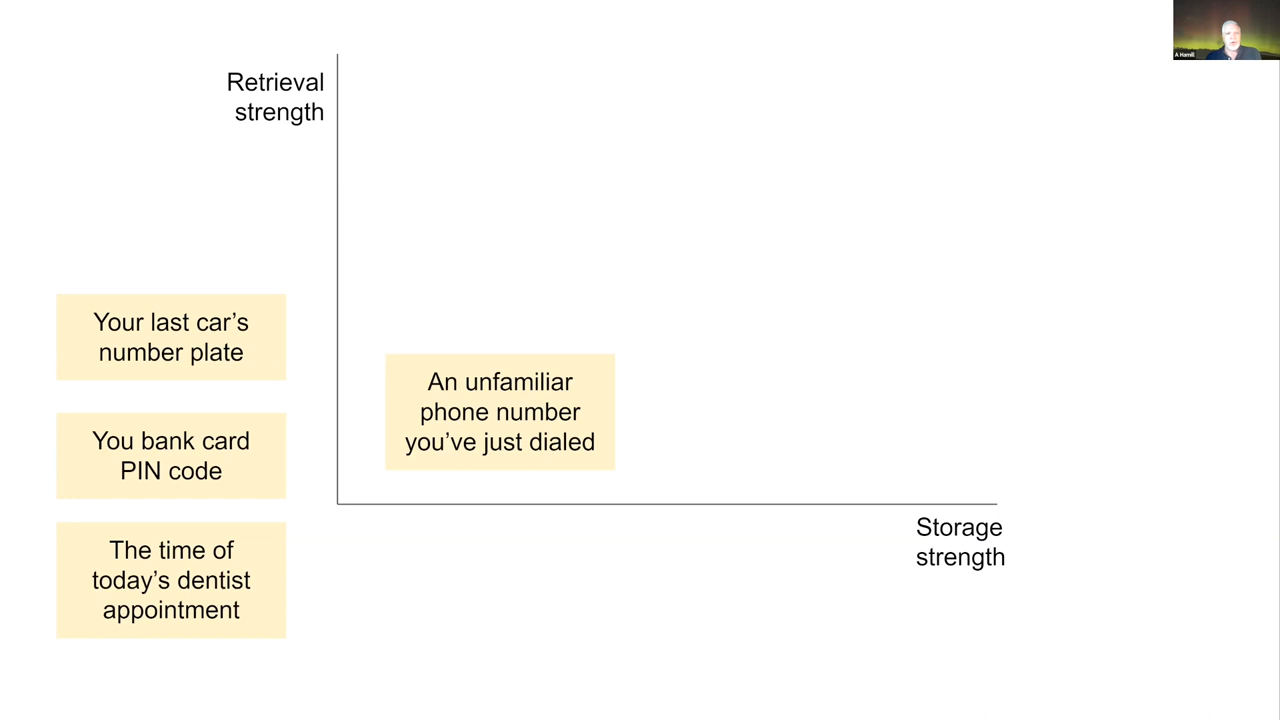 A Hamill
Retrieval
strength
Your last car's
number plate
An unfamiliar
phone number
you've just dialed
You bank card
PIN code
Storage
strength
The time of
today's dentist
appointment